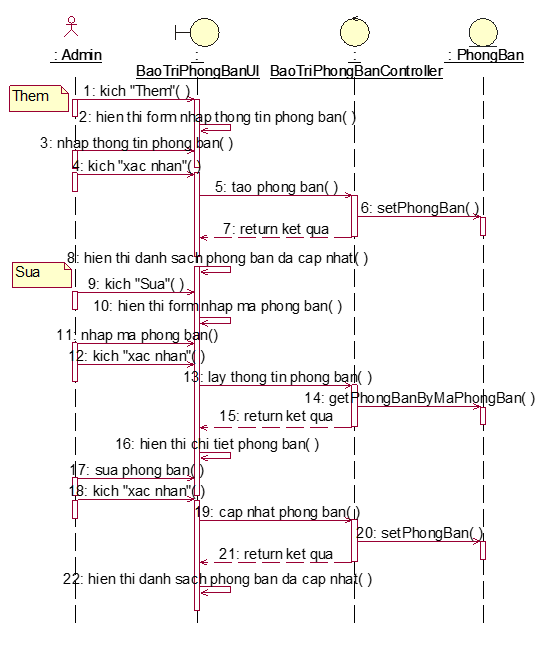 : Admin
:
BaoTriPhongBanUI
:
BaoTriPhongBanController
: PhongBan
Them
1: kich "Them"( )
2: hien thi form nhap thong tin phong ban( )
3: nhap thong tin phong ban( )
4: kich "xac nhan"( )
5: tao phong ban( )
6: setPhongBan( )
7: return ket qua
8: hien thi danh sach phong ban da cap nhat( )
Sua
9: kich "Sua"( )
10: hien thi form nhap ma phong ban( )
11: nhap ma phong ban()
12: kich "xac nhan"( )
13: lay thong tin phong ban( )
14: getPhongBanByMaPhongBan( )
15: return ket qua
16: hien thi chi tiet phong ban( )
17: sua phong ban( )
18: kich "xac nhan"( )
19: cap nhat phong ban( )
20: setPhongBan( )
21: return ket qua
22: hien thi danh sach phong ban da cap nhat( )